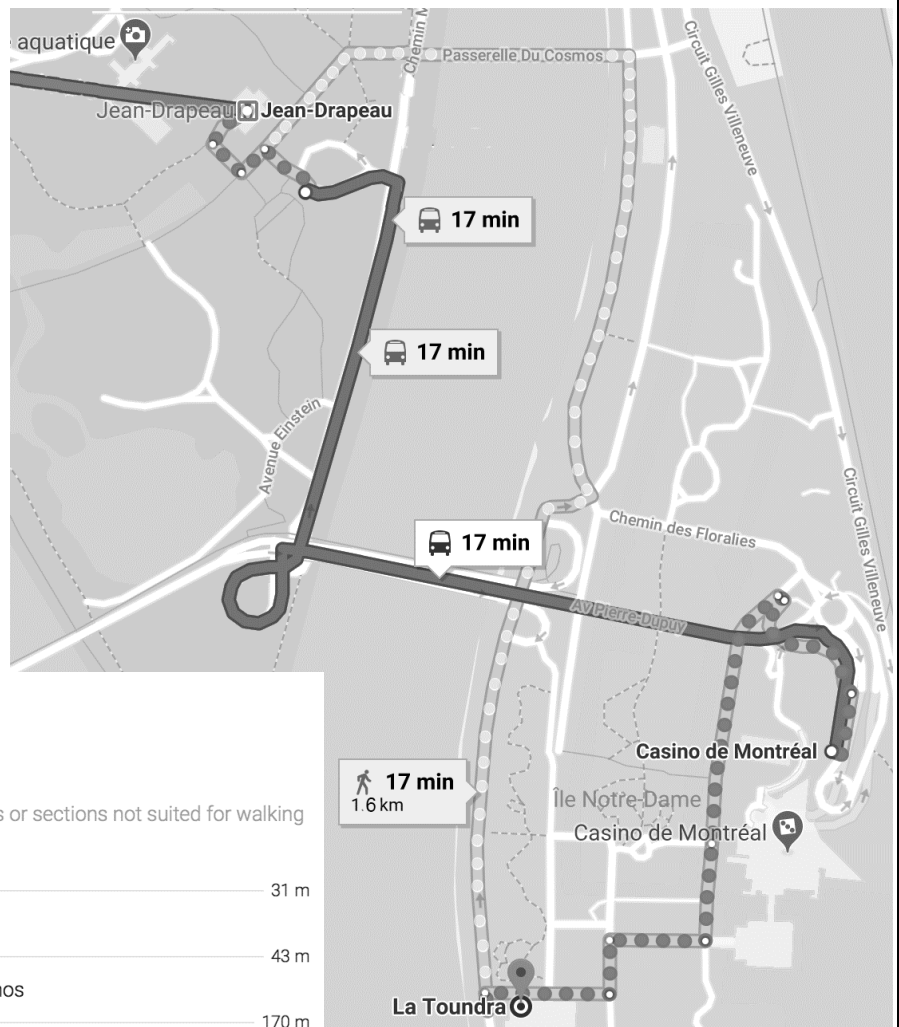 aquatique
Chemin M
Passerelle Du Cosmos
Circuit Gilles Villeneuve
Jean-Drapeau
Jean-Drapeau
17 min
17 min
Avenue Einstein
17 min
Chemin des Floralies
Circuit Gilles Villeneuve
Av Pierre-Dupuy
Casino de Montréal
17 min
1.6 km
Île Notre-Dame
Casino de Montréal
s or sections not suited for walking
31 m
43 m
nos
La Toundra
170 m